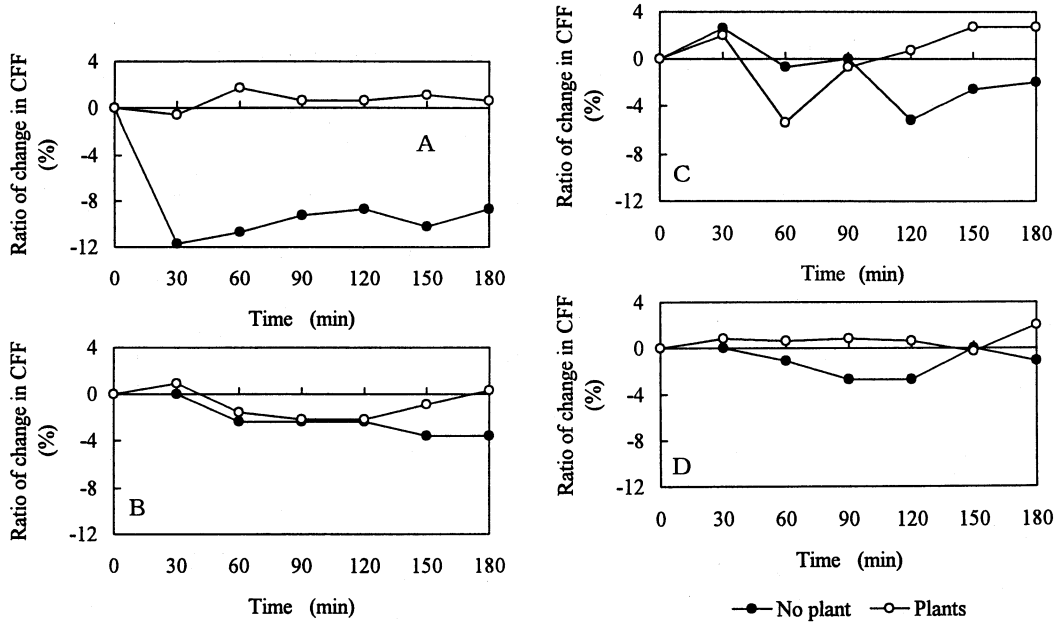 Ratio of change in CFF
(%)
4
0
-4
-8
-12
A
0 30 60 90 120 150 180
Time (min)
Ratio of change in CFF
(%)
4
0
-4
-8
-12
B
0 30 60 90 120 150 180
Time (min)
Ratio of change in CFF
(%)
4
0
-4
-8
-12
C
0 30 60 90 120 150 180
Time (min)
Ratio of change in CFF
(%)
4
0
-4
-8
-12
D
0 30 60 90 120 150 180
Time (min)
No plant Plants